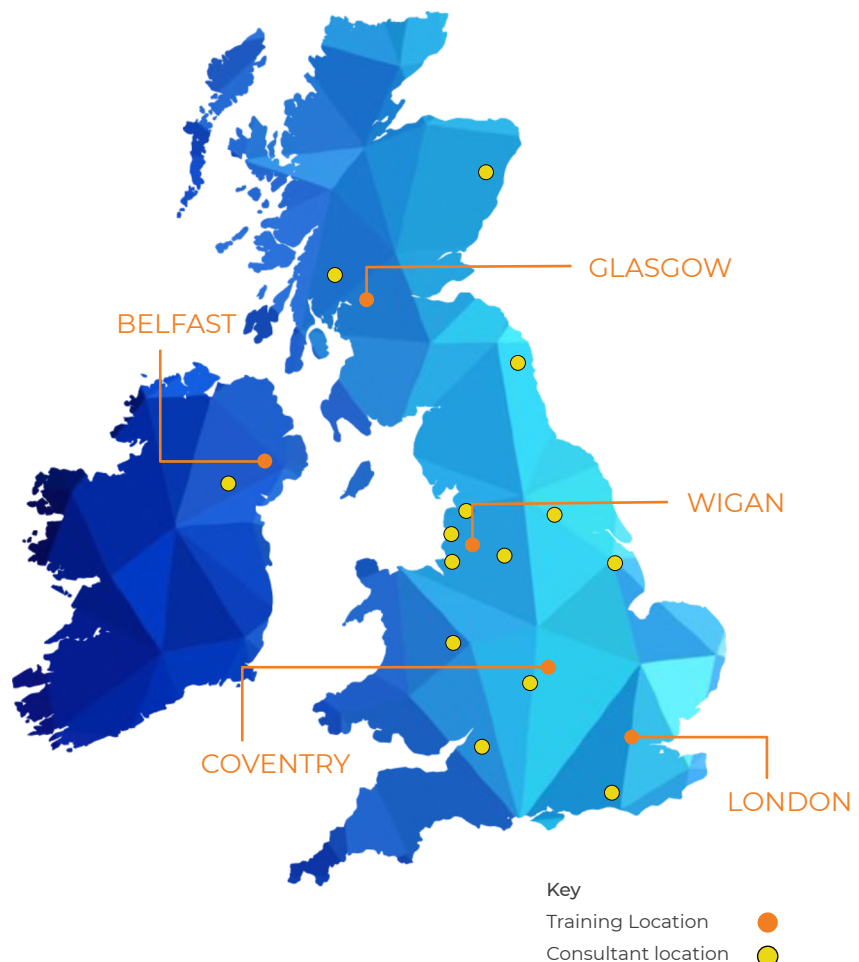 GLASGOW
BELFAST
WIGAN
COVENTRY
LONDON
Key
Training Location
Consultant location